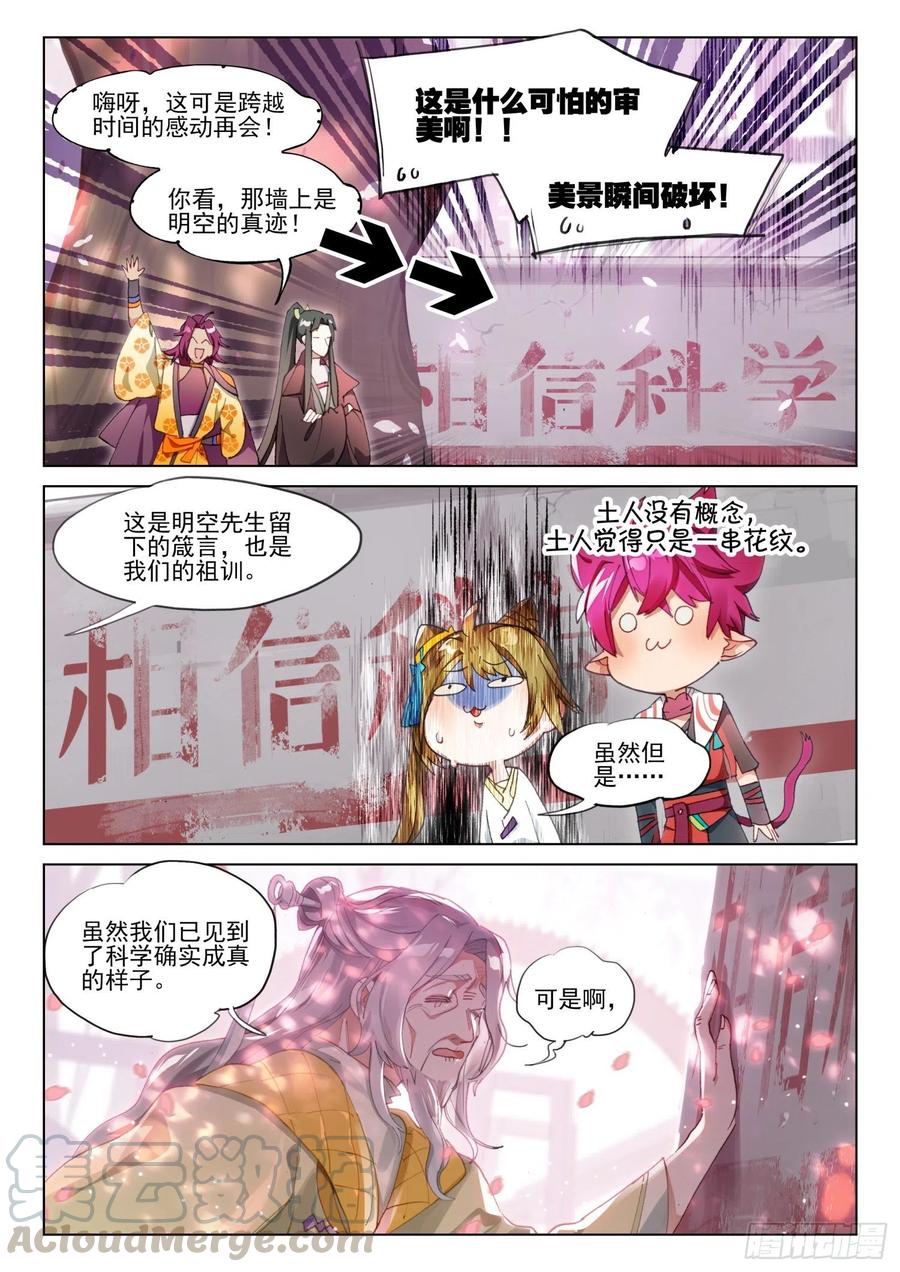 嗨呀，这可是跨越
时间的感动再会！
你看，那墙上是
明空的真迹！
这是什么可怕的审
美啊！！
美景瞬间破坏！
相信科学
这是明空先生留
下的箴言，也是
我们的祖训。
土人没有概念，
土人觉得只是一串花纹。
相信科学
虽然但
是……
虽然我们已见到
了科学确实成真
的样子。
可是啊，
集云数据
AcloudMerge.com
腾讯动漫